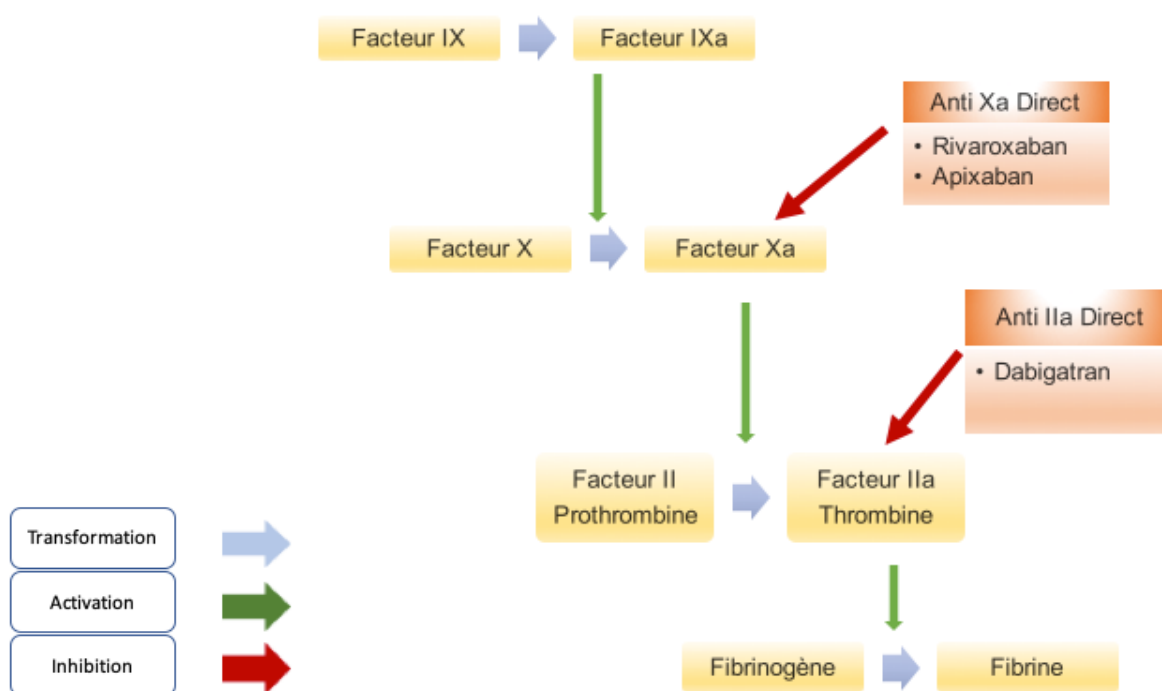 Facteur IX
Facteur IXa
Anti Xa Direct
• Rivaroxaban
• Apixaban
Facteur X
Facteur Xa
Anti IIa Direct
• Dabigatran
Facteur II
Prothrombine
Facteur IIa
Thrombine
Transformation
Activation
Inhibition
Fibrinogène
Fibrine